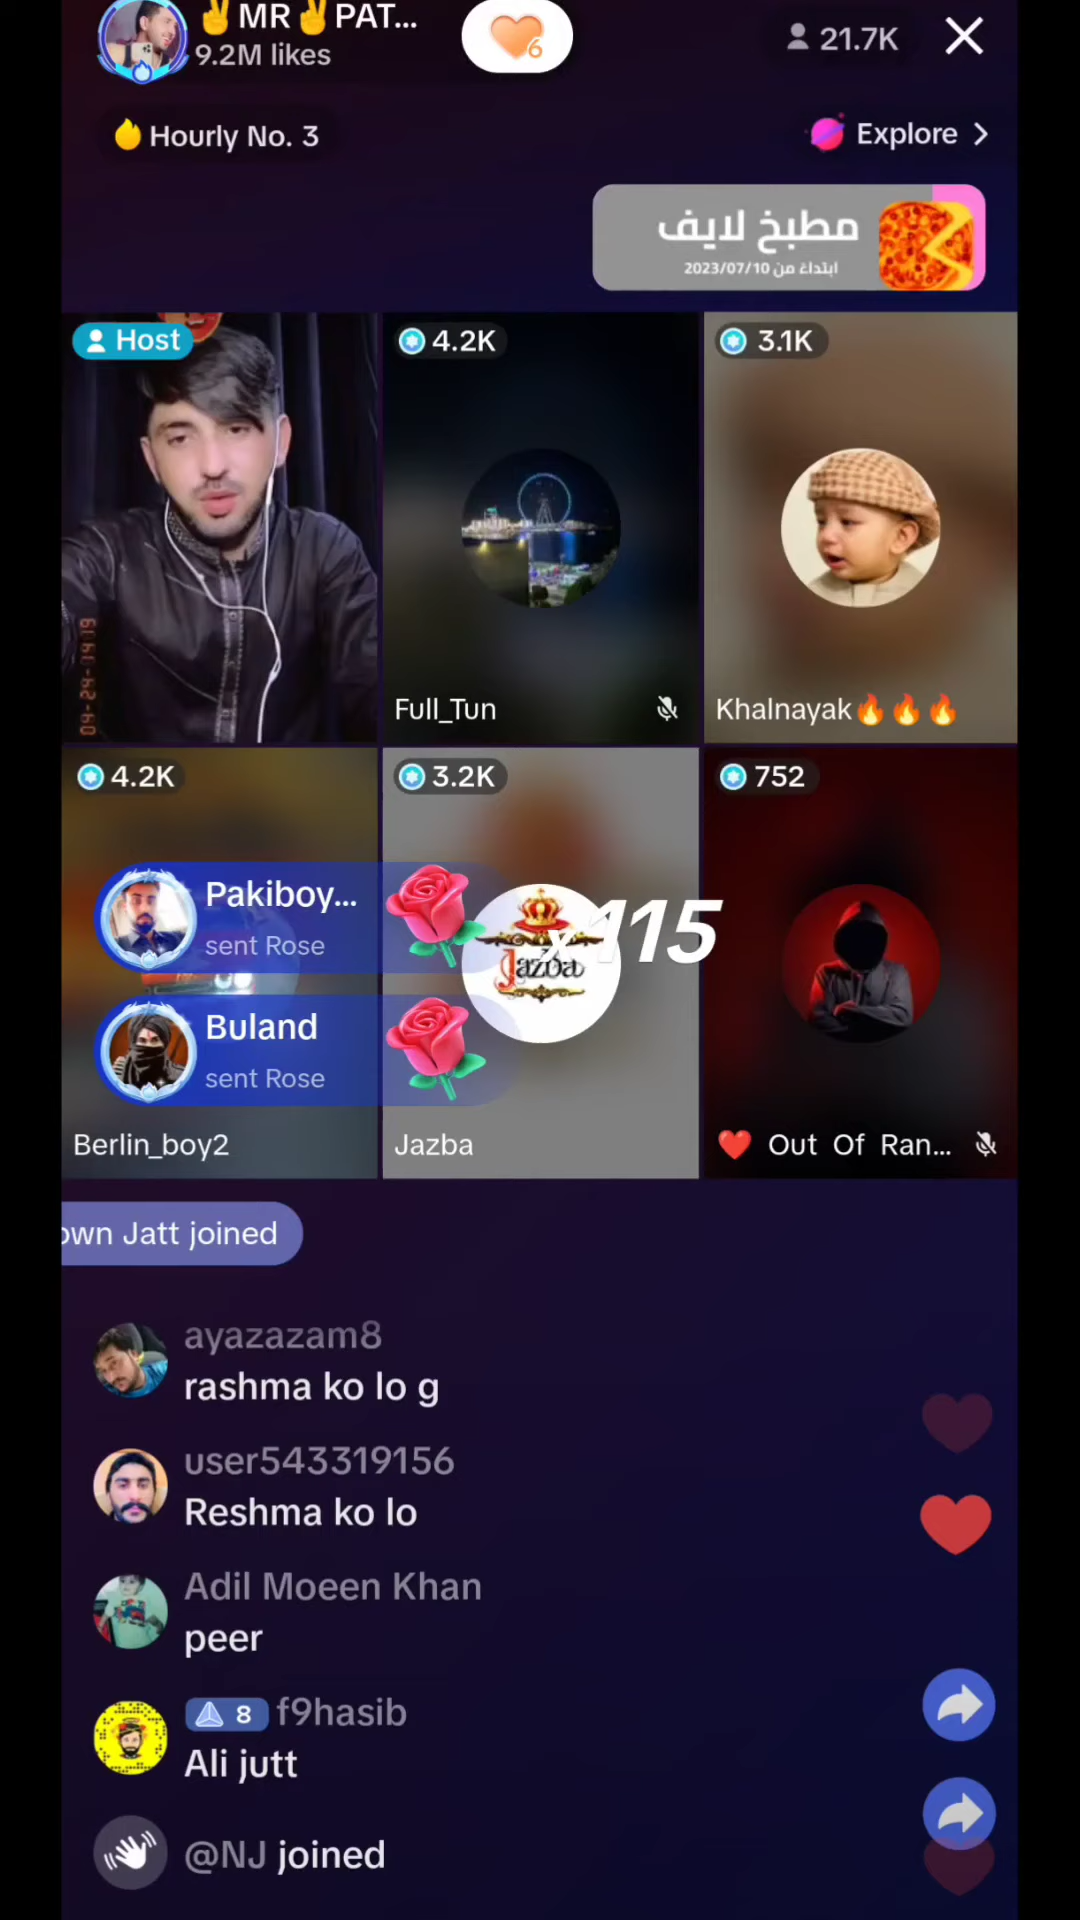 ✌️MR✌️PAT...
9.2M likes
6
21.7K
Hourly No. 3
Explore >
مطبخ لايف
ابتداءً من 2023/07/10
Host
4.2K
3.1K
Full_Tun
Khalnayak🔥🔥🔥
4.2K
3.2K
752
Pakiboy...
sent Rose
x115
Jazba
Buland
sent Rose
Berlin_boy2
Jazba
❤️ Out Of Ran...
own Jatt joined
ayazazam8
rashma ko lo g
user543319156
Reshma ko lo
Adil Moeen Khan
peer
8 f9hasib
Ali jutt
@NJ joined